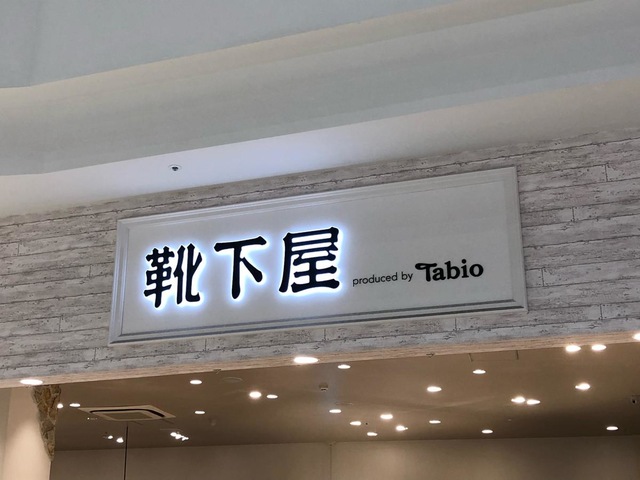 靴下屋 produced by Tabio